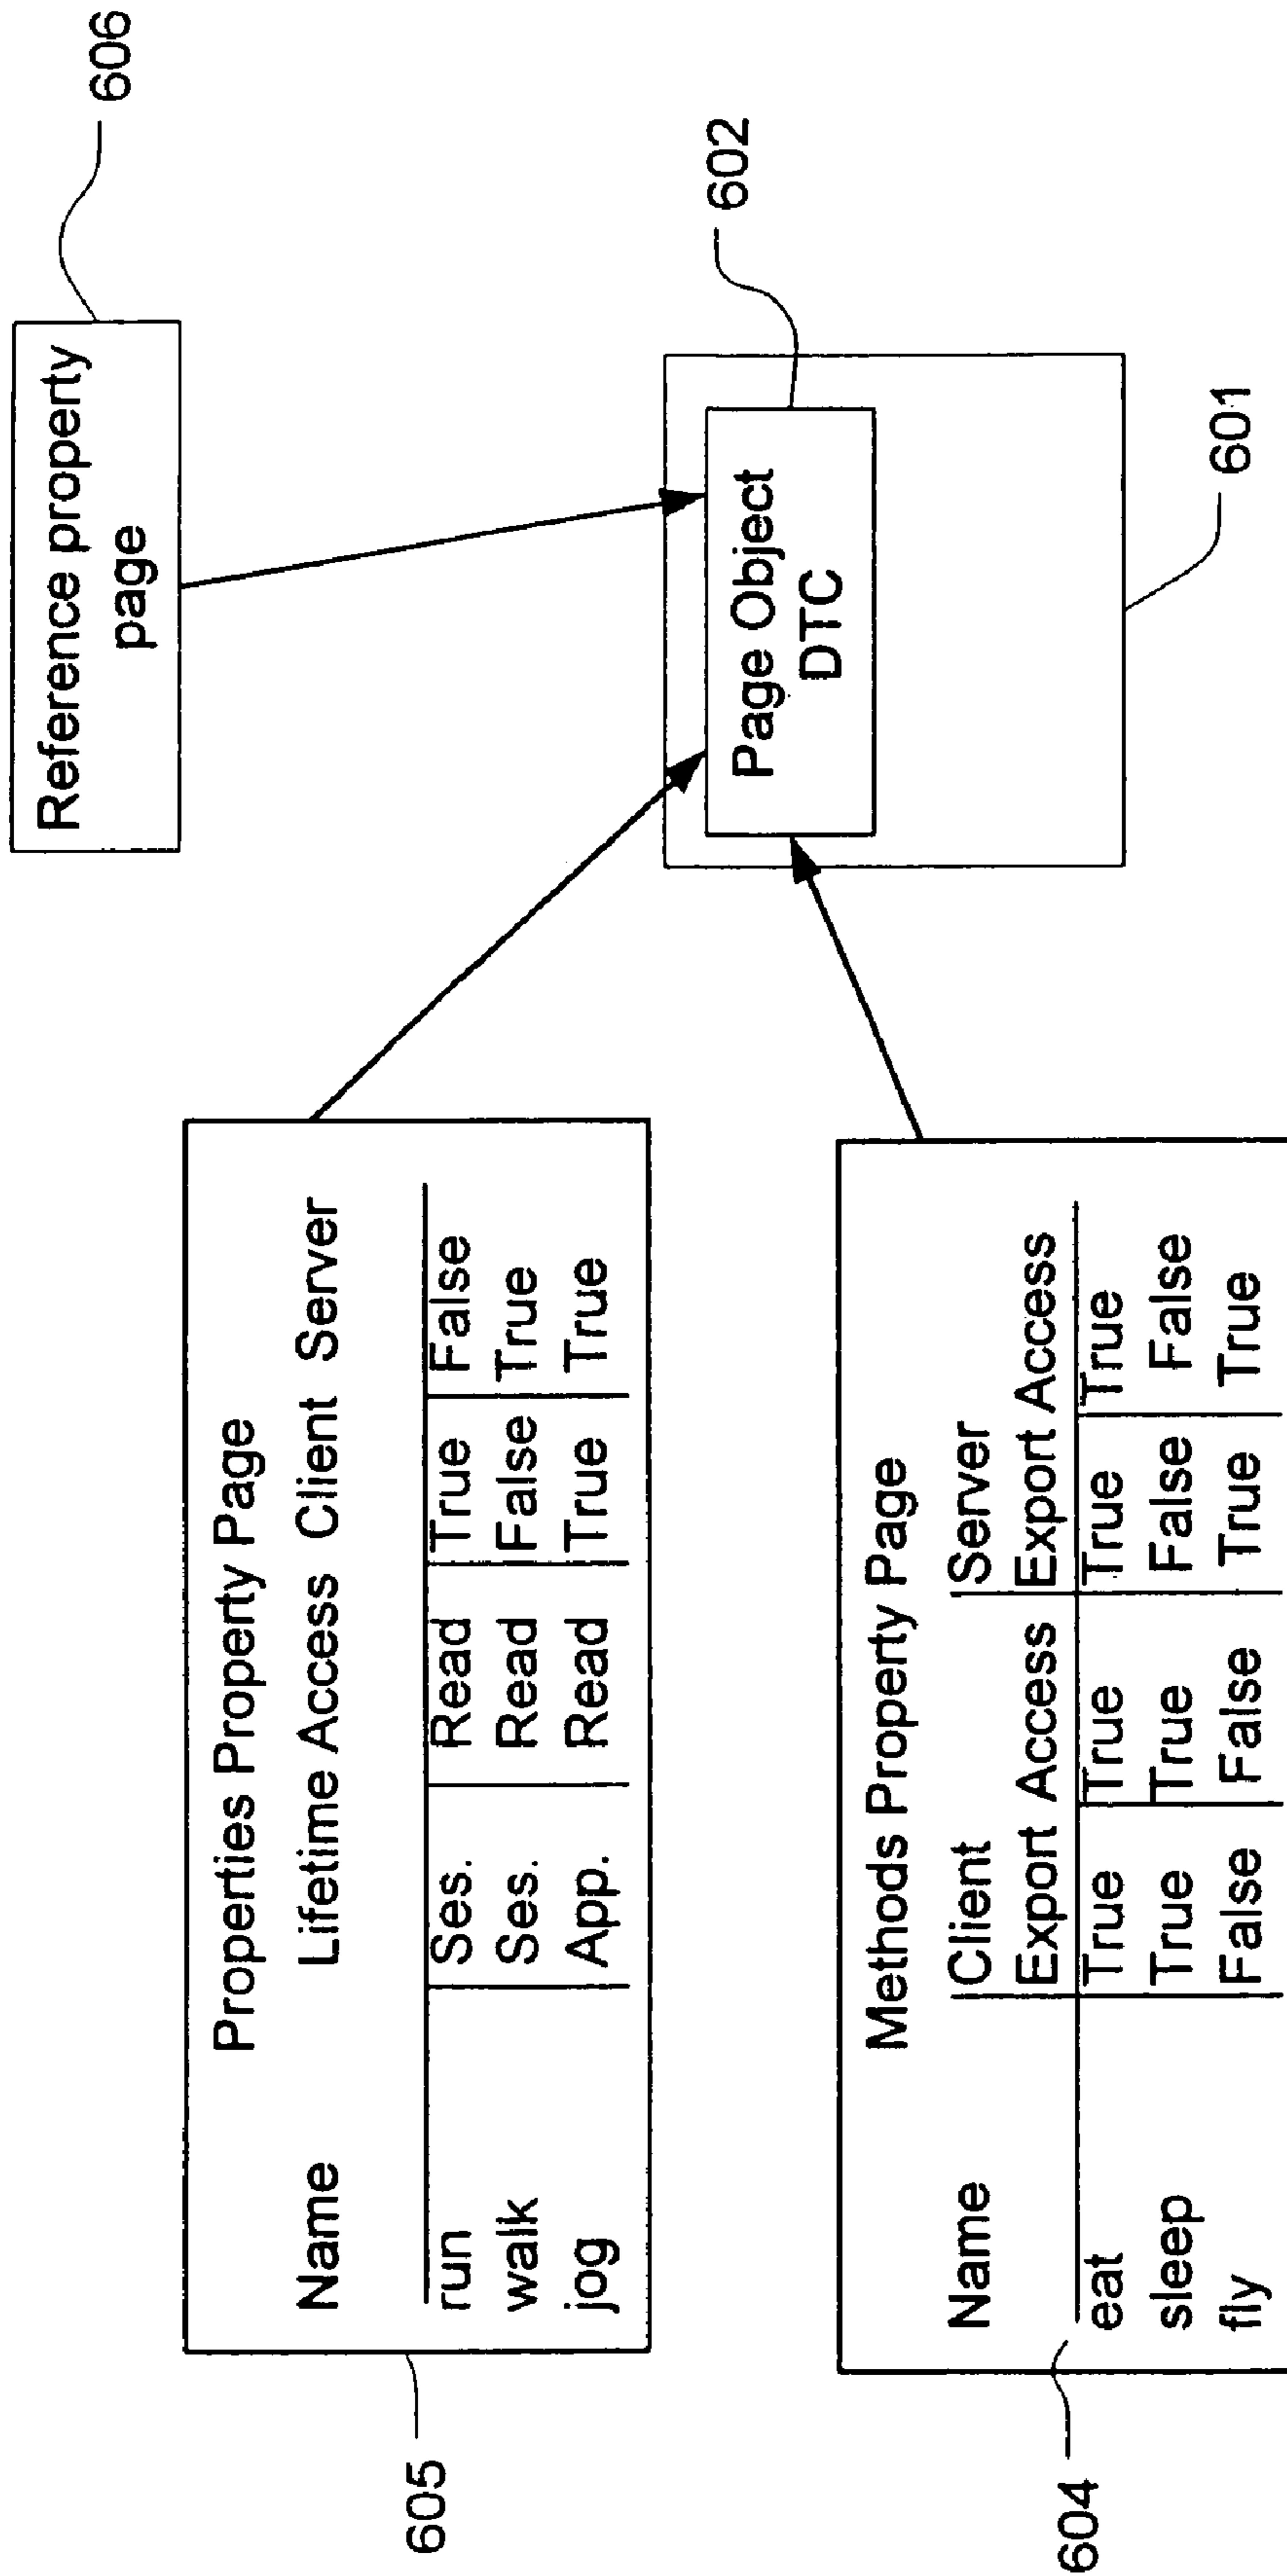 605
Properties Property Page
Name Lifetime Access Client Server
run Ses. Read True False
walk Ses. Read False True
jog App. Read True True
604
Methods Property Page
Client Server
Name Export Access Export Access
eat True True True True
sleep True True False False
fly False False True True
Reference property
page
606
Page Object
DTC
602
601